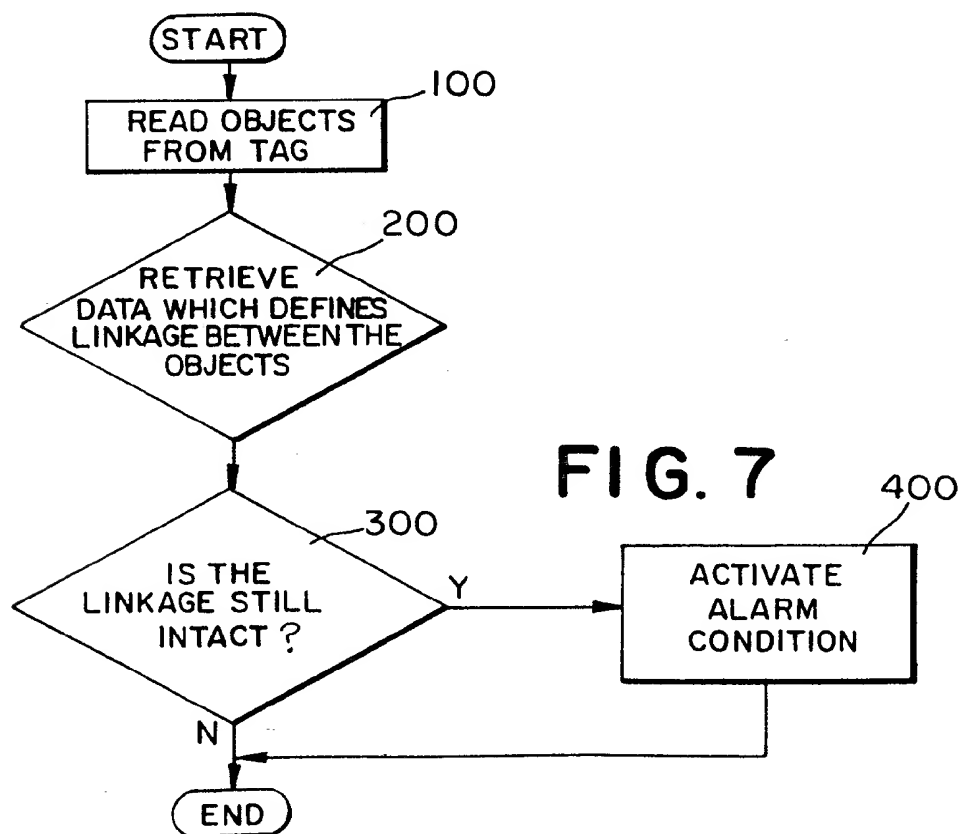 START
100
READ OBJECTS
FROM TAG
200
RETRIEVE
DATA WHICH DEFINES
LINKAGE BETWEEN THE
OBJECTS
FIG. 7
300
IS THE
LINKAGE STILL
INTACT?
Y
400
ACTIVATE
ALARM
CONDITION
N
END